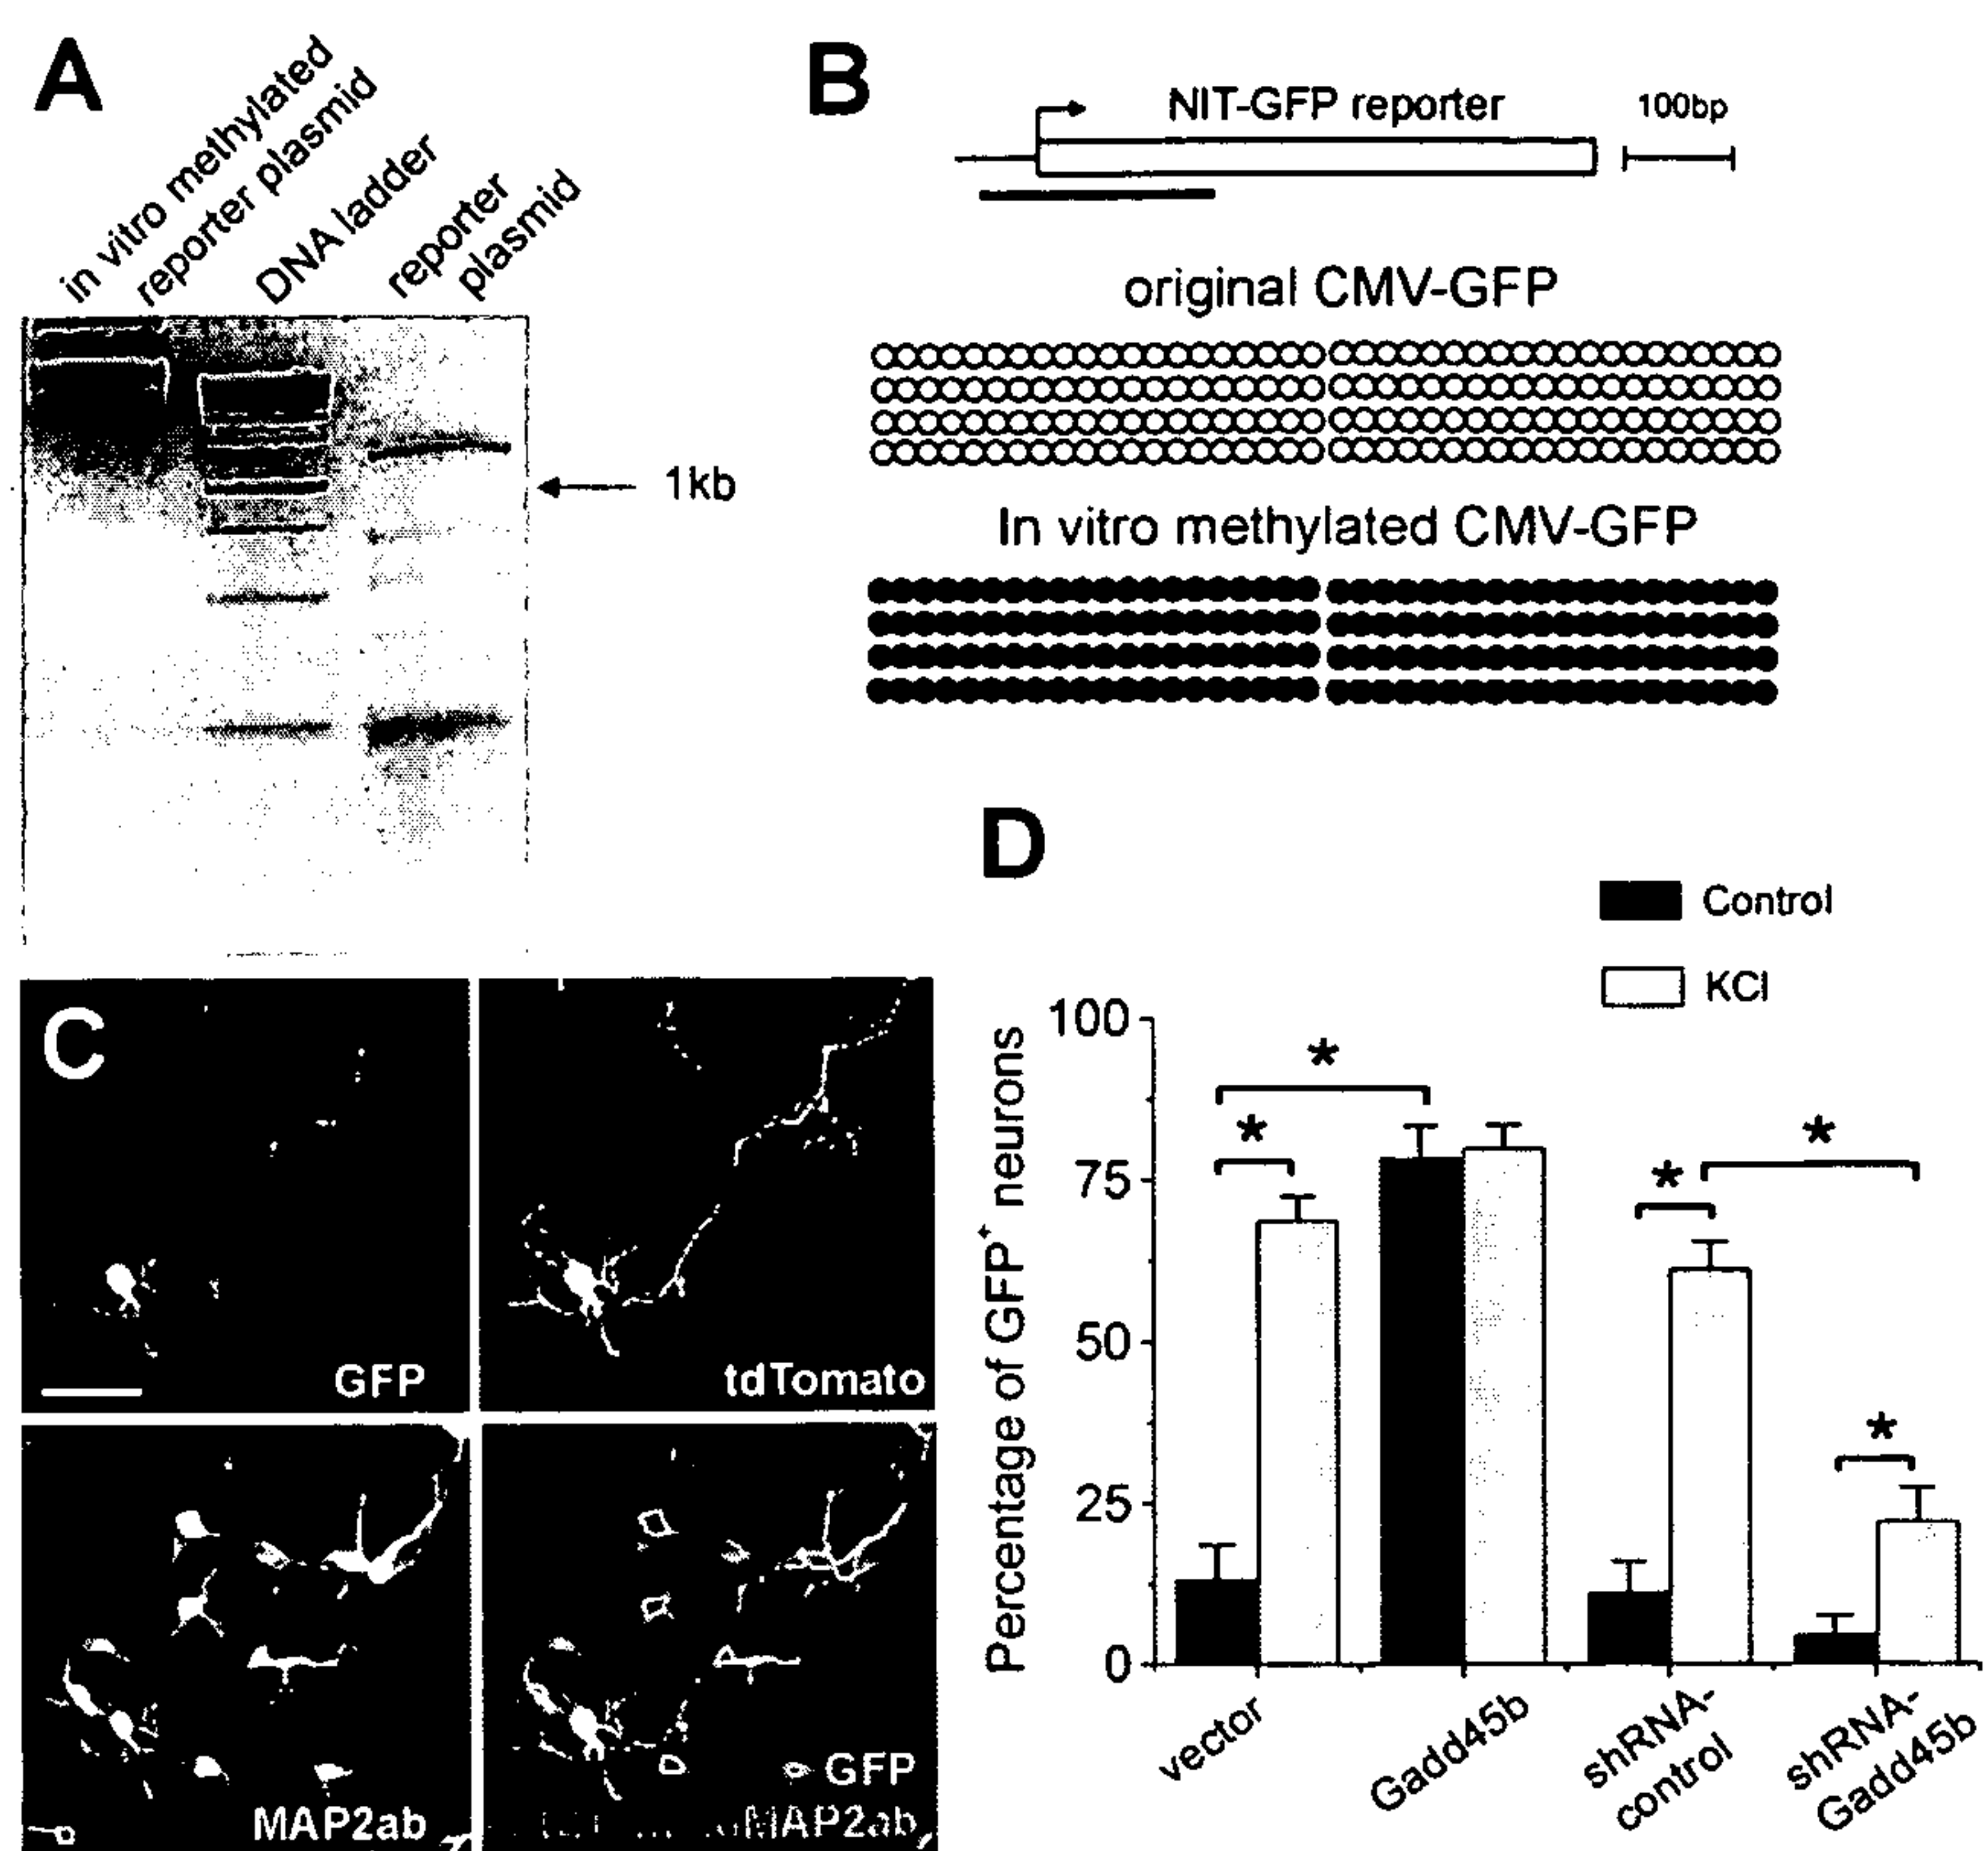 A
in vitro methylated
reporter plasmid
DNA ladder
reporter
plasmid
1kb
B
NIT-GFP reporter
100bp
original CMV-GFP
In vitro methylated CMV-GFP
C
GFP
tdTomato
MAP2ab
GFP
MAP2ab
D
Control
KCl
Percentage of GFP+ neurons
100
75
50
25
0
*
*
*
*
*
vector
Gadd45b
shRNA-
control
shRNA-
Gadd45b